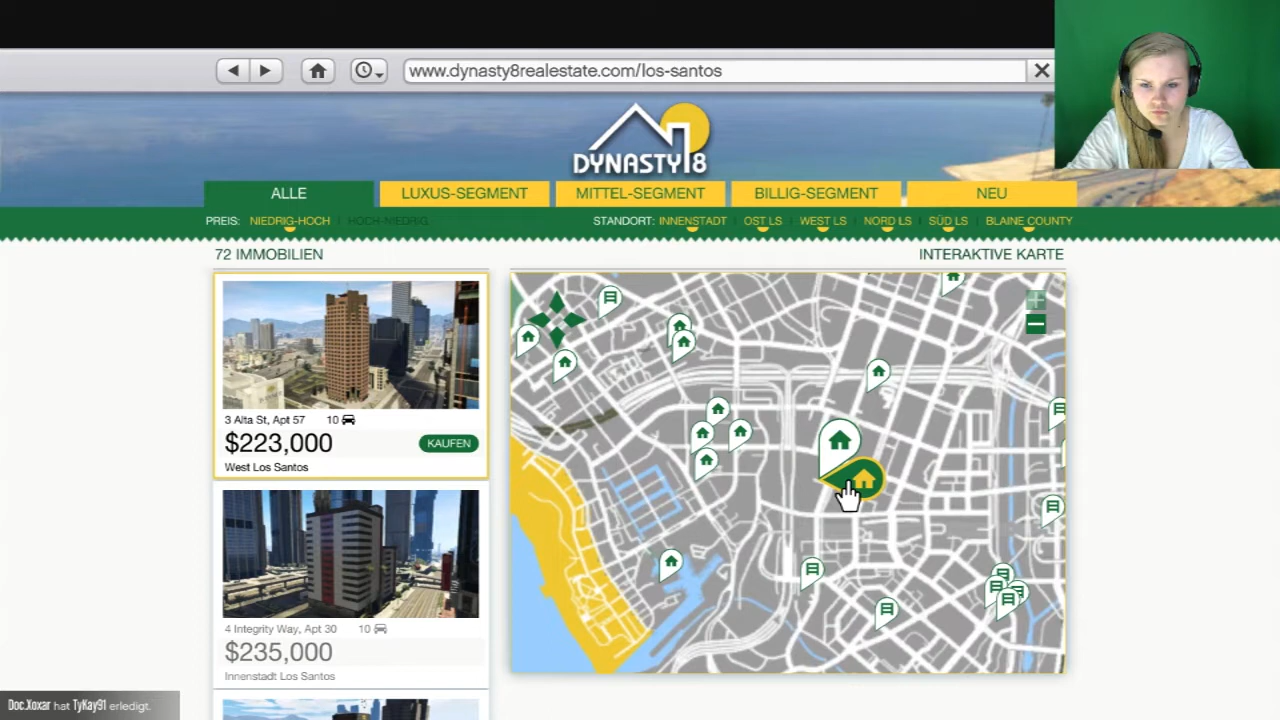 www.dynasty8realestate.com/los-santos
DYNASTY 8
ALLE
LUXUS-SEGMENT
MITTEL-SEGMENT
BILLIG-SEGMENT
NEU
PREIS: NIEDRIG-HOCH | HOCH-NIEDRIG
STANDORT: INNENSTADT | OST LS | WEST LS | NORD LS | SÜD LS | BLAINE COUNTY
72 IMMOBILIEN
INTERAKTIVE KARTE
3 Alta St, Apt 57 10
$223,000
KAUFEN
West Los Santos
4 Integrity Way, Apt 30 10
$235,000
Innenstadt Los Santos
Doc.Xoxar hat TyKay91 erledigt.